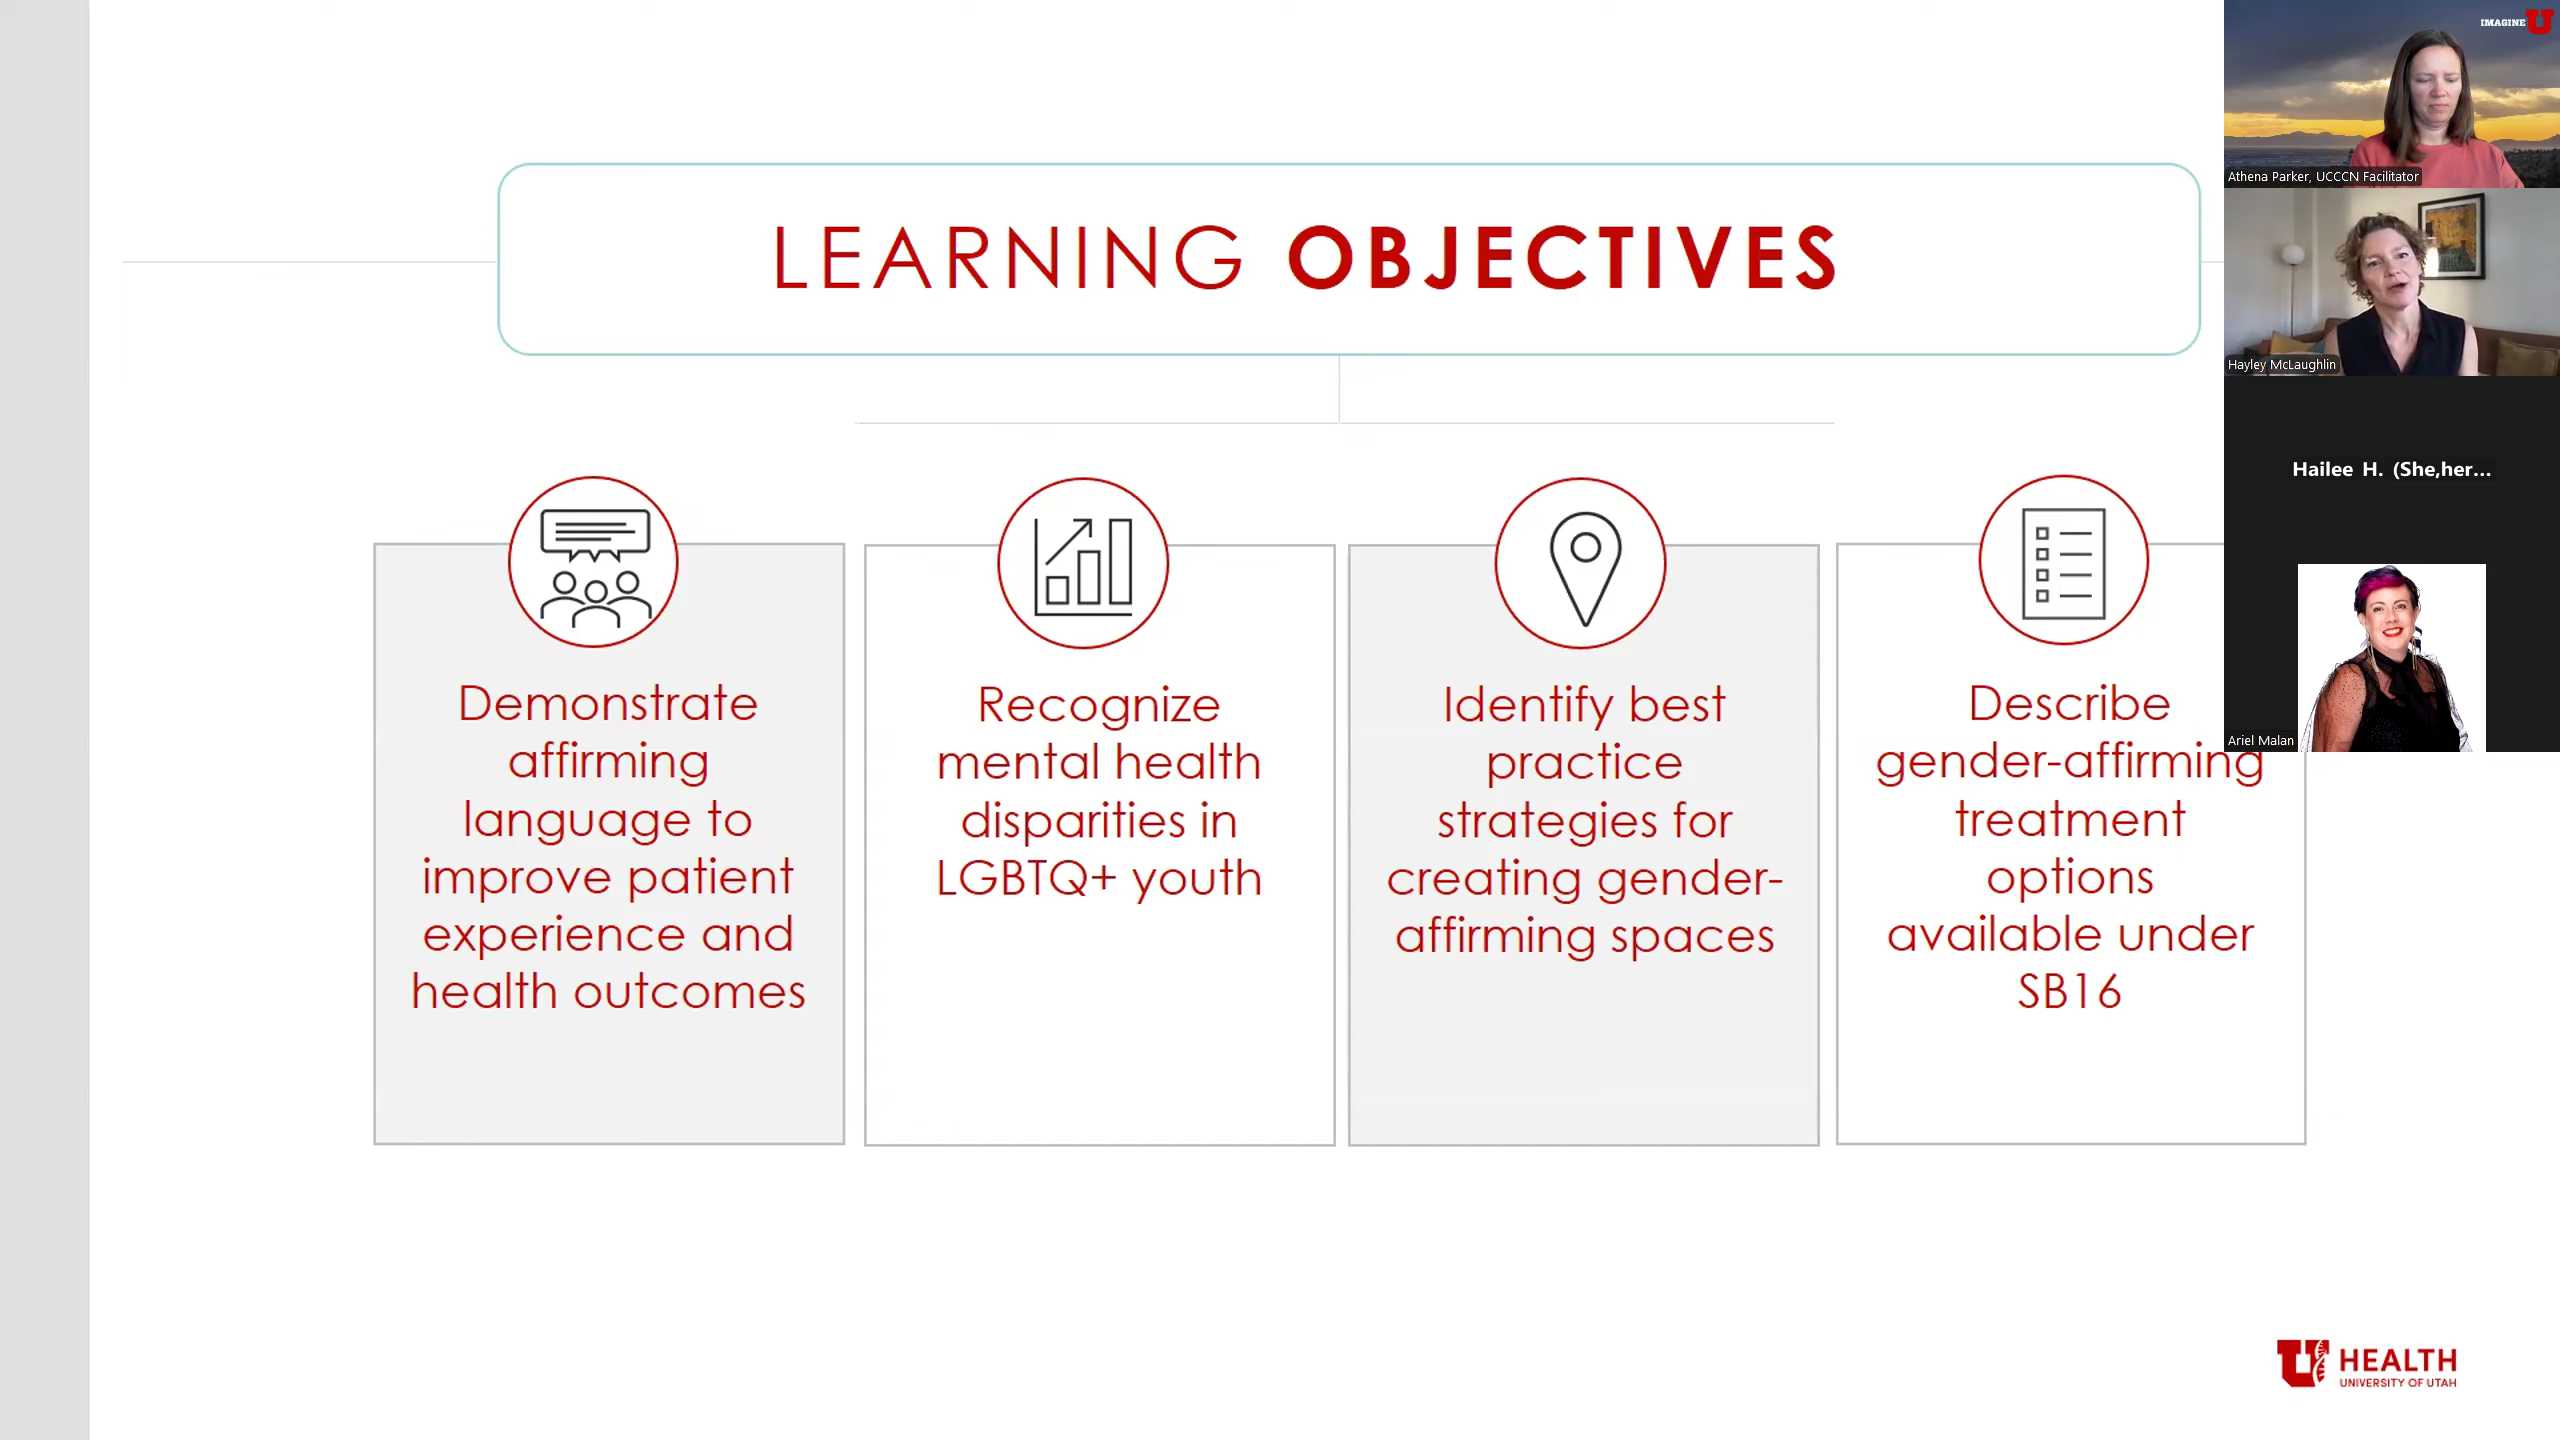 IMAGINE U
Athena Parker, UCCCN Facilitator
Hayley McLaughlin
Hailee H. (She,her...
Ariel Malan
LEARNING OBJECTIVES
Demonstrate
affirming
language to
improve patient
experience and
health outcomes
Recognize
mental health
disparities in
LGBTQ+ youth
Identify best
practice
strategies for
creating gender-
affirming spaces
Describe
gender-affirming
treatment
options
available under
SB16
U HEALTH
UNIVERSITY OF UTAH